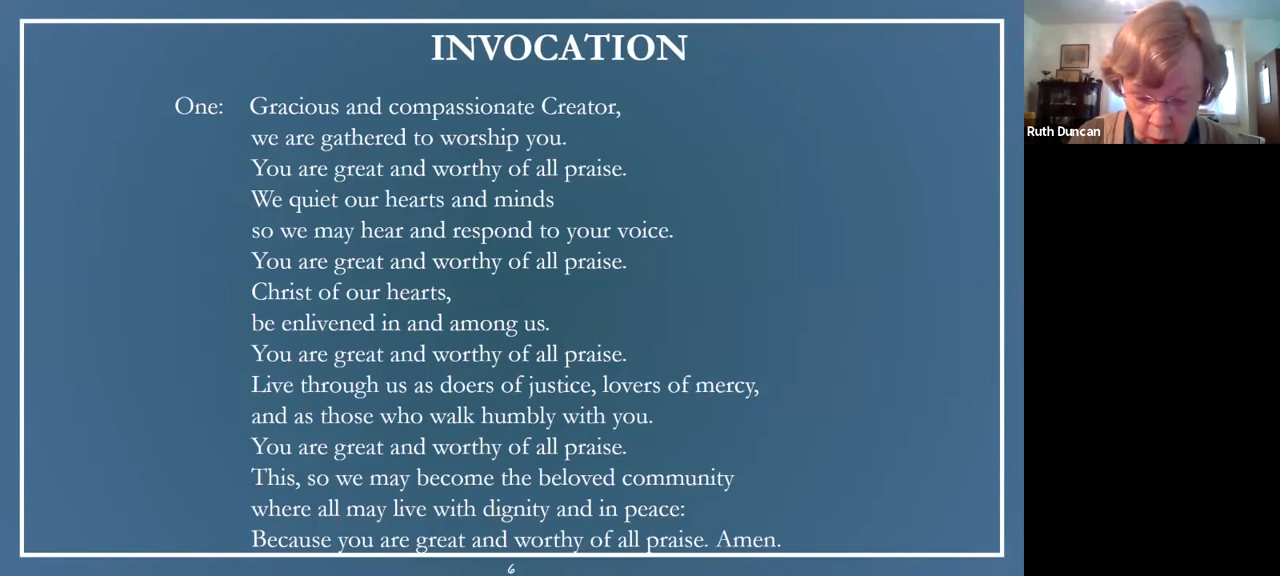 INVOCATION
One: Gracious and compassionate Creator,
we are gathered to worship you.
You are great and worthy of all praise.
We quiet our hearts and minds
so we may hear and respond to your voice.
You are great and worthy of all praise.
Christ of our hearts,
be enlivened in and among us.
You are great and worthy of all praise.
Live through us as doers of justice, lovers of mercy,
and as those who walk humbly with you.
You are great and worthy of all praise.
This, so we may become the beloved community
where all may live with dignity and in peace:
Because you are great and worthy of all praise. Amen.
6
Ruth Duncan